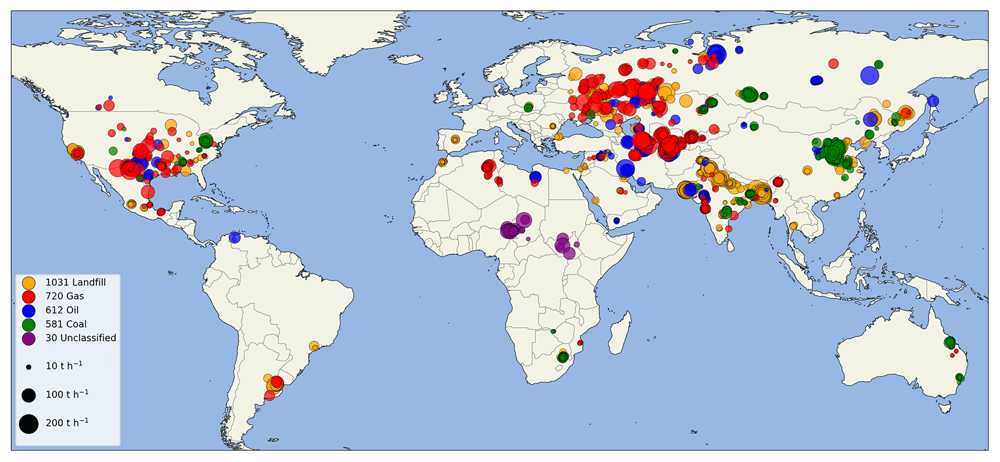 1031 Landfill
720 Gas
612 Oil
581 Coal
30 Unclassified
10 t h⁻¹
100 t h⁻¹
200 t h⁻¹